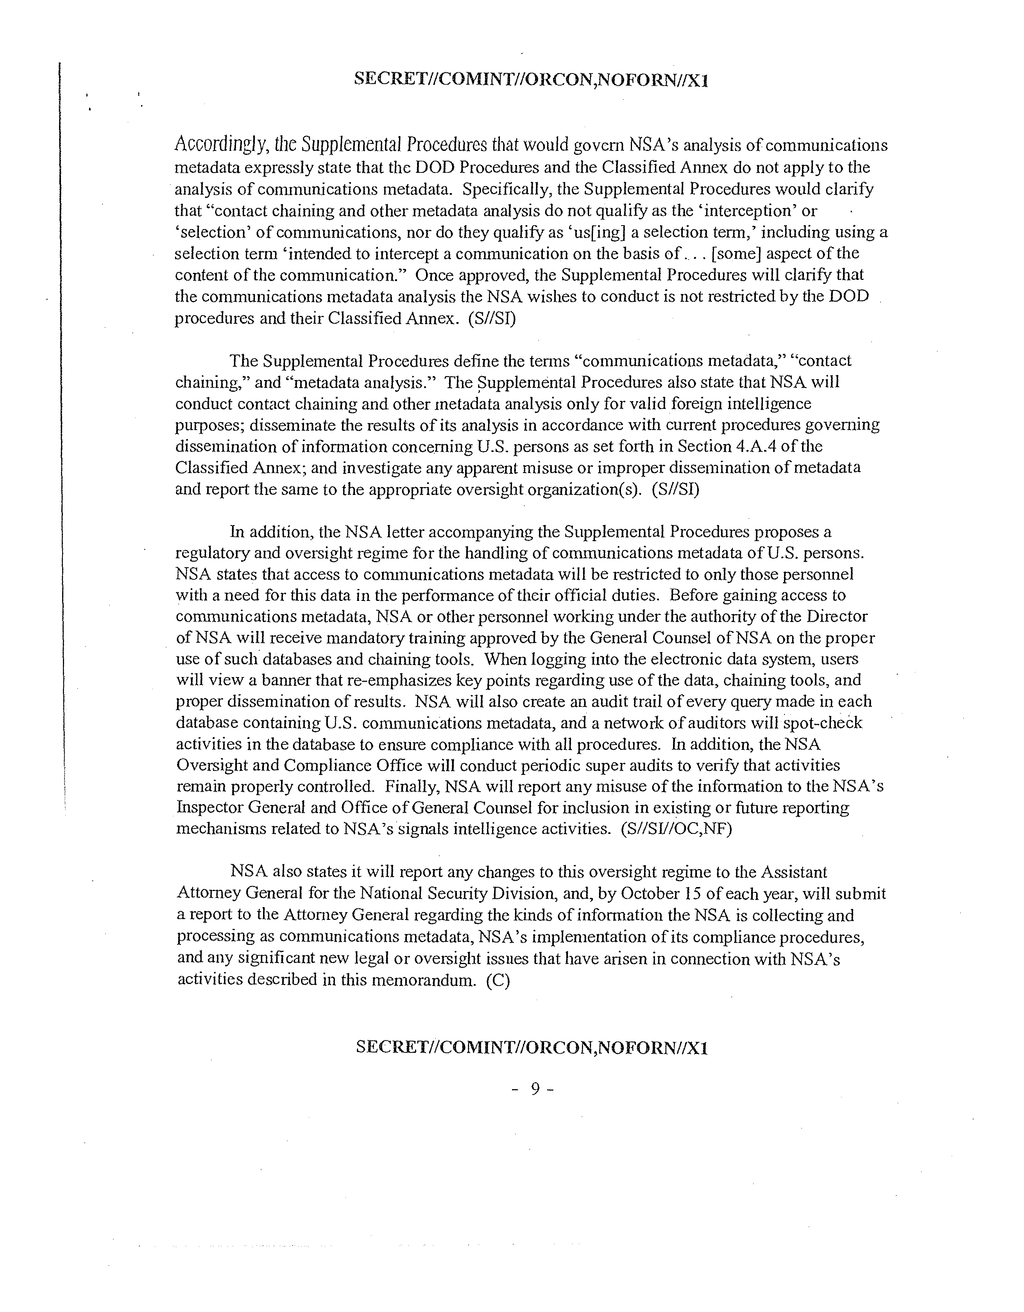 SECRET//COMINT//ORCON,NOFORN//X1
Accordingly, the Supplemental Procedures that would govern NSA's analysis of communications
metadata expressly state that the DOD Procedures and the Classified Annex do not apply to the
analysis of communications metadata. Specifically, the Supplemental Procedures would clarify
that "contact chaining and other metadata analysis do not qualify as the 'interception' or
'selection' of communications, nor do they qualify as 'us[ing] a selection term,' including using a
selection term 'intended to intercept a communication on the basis of . . . [some] aspect of the
content of the communication." Once approved, the Supplemental Procedures will clarify that
the communications metadata analysis the NSA wishes to conduct is not restricted by the DOD
procedures and their Classified Annex. (S//SI)
The Supplemental Procedures define the terms "communications metadata," "contact
chaining," and "metadata analysis." The Supplemental Procedures also state that NSA will
conduct contact chaining and other metadata analysis only for valid foreign intelligence
purposes; disseminate the results of its analysis in accordance with current procedures governing
dissemination of information concerning U.S. persons as set forth in Section 4.A.4 of the
Classified Annex; and investigate any apparent misuse or improper dissemination of metadata
and report the same to the appropriate oversight organization(s). (S//SI)
In addition, the NSA letter accompanying the Supplemental Procedures proposes a
regulatory and oversight regime for the handling of communications metadata of U.S. persons.
NSA states that access to communications metadata will be restricted to only those personnel
with a need for this data in the performance of their official duties. Before gaining access to
communications metadata, NSA or other personnel working under the authority of the Director
of NSA will receive mandatory training approved by the General Counsel of NSA on the proper
use of such databases and chaining tools. When logging into the electronic data system, users
will view a banner that re-emphasizes key points regarding use of the data, chaining tools, and
proper dissemination of results. NSA will also create an audit trail of every query made in each
database containing U.S. communications metadata, and a network of auditors will spot-check
activities in the database to ensure compliance with all procedures. In addition, the NSA
Oversight and Compliance Office will conduct periodic super audits to verify that activities
remain properly controlled. Finally, NSA will report any misuse of the information to the NSA's
Inspector General and Office of General Counsel for inclusion in existing or future reporting
mechanisms related to NSA's signals intelligence activities. (S//SI//OC,NF)
NSA also states it will report any changes to this oversight regime to the Assistant
Attorney General for the National Security Division, and, by October 15 of each year, will submit
a report to the Attorney General regarding the kinds of information the NSA is collecting and
processing as communications metadata, NSA's implementation of its compliance procedures,
and any significant new legal or oversight issues that have arisen in connection with NSA's
activities described in this memorandum. (C)
SECRET//COMINT//ORCON,NOFORN//X1
- 9 -